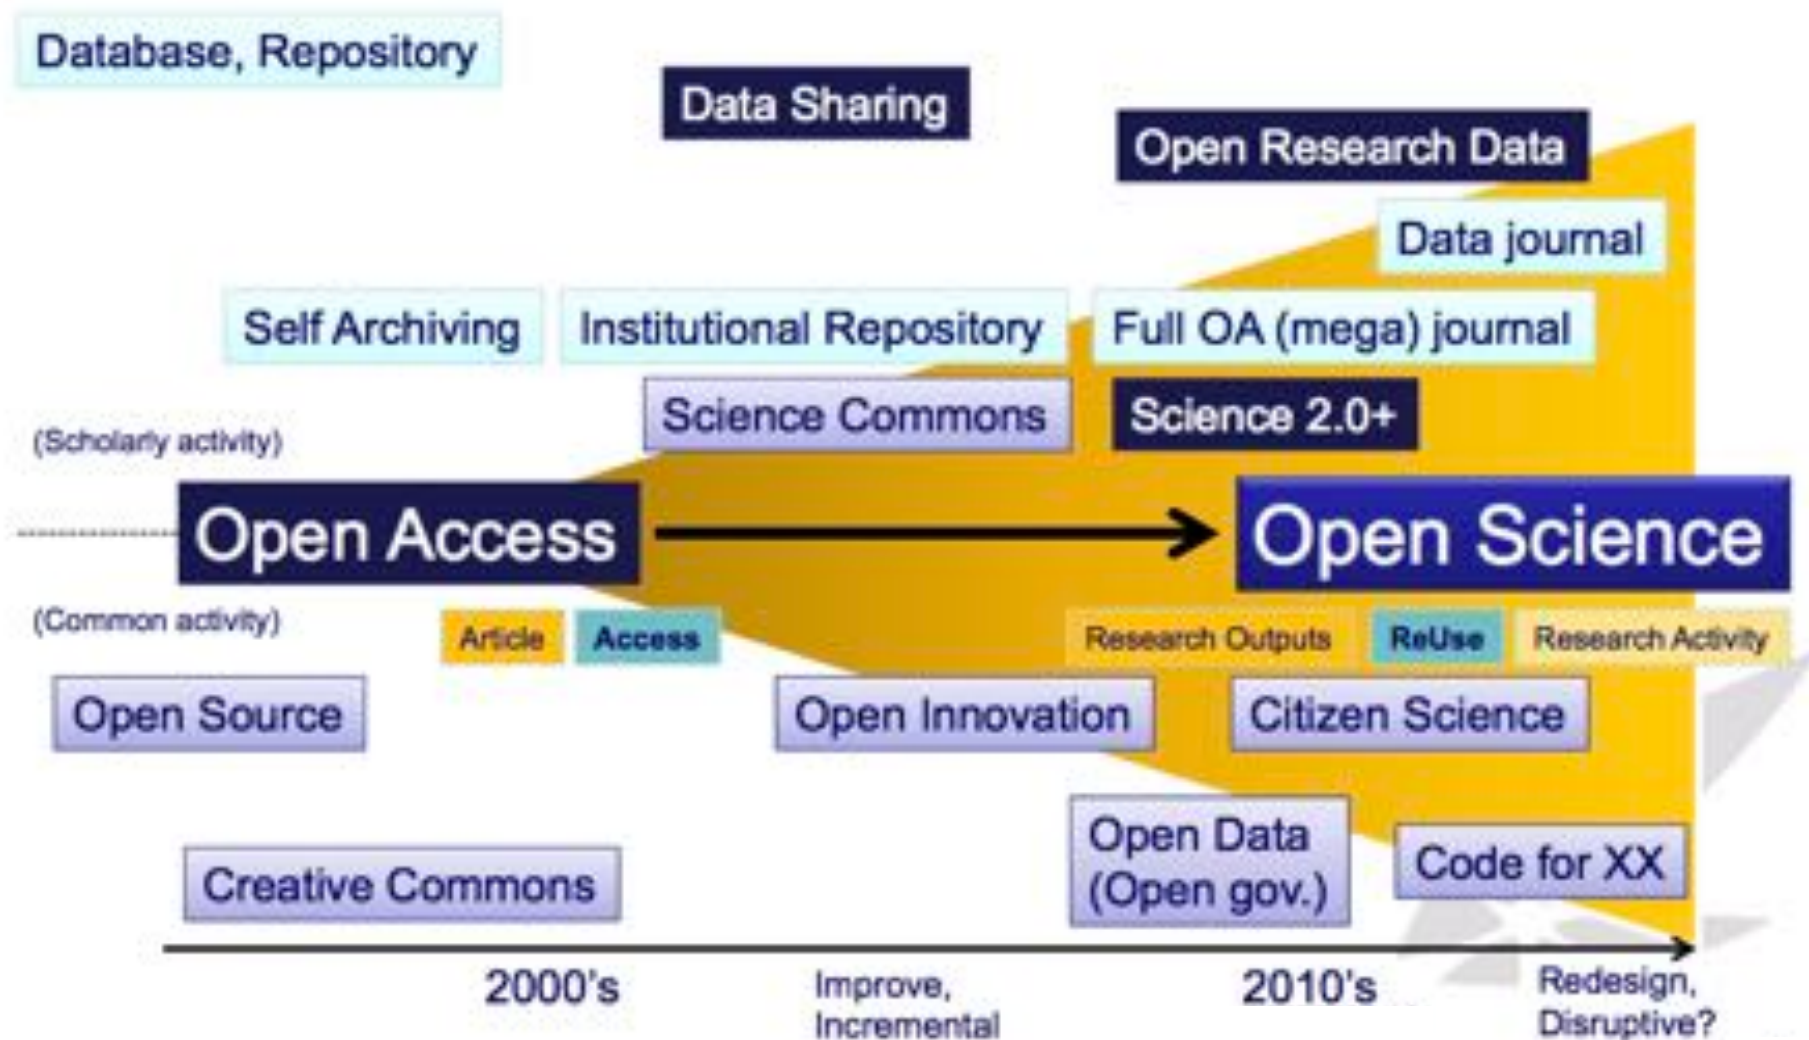 Database, Repository
Data Sharing
Open Research Data
Data journal
Self Archiving
Institutional Repository
Full OA (mega) journal
Science Commons
Science 2.0+
(Scholarly activity)
Open Access
Open Science
(Common activity)
Article
Access
Research Outputs
ReUse
Research Activity
Open Source
Open Innovation
Citizen Science
Open Data
(Open gov.)
Code for XX
Creative Commons
2000's
Improve,
Incremental
2010's
Redesign,
Disruptive?